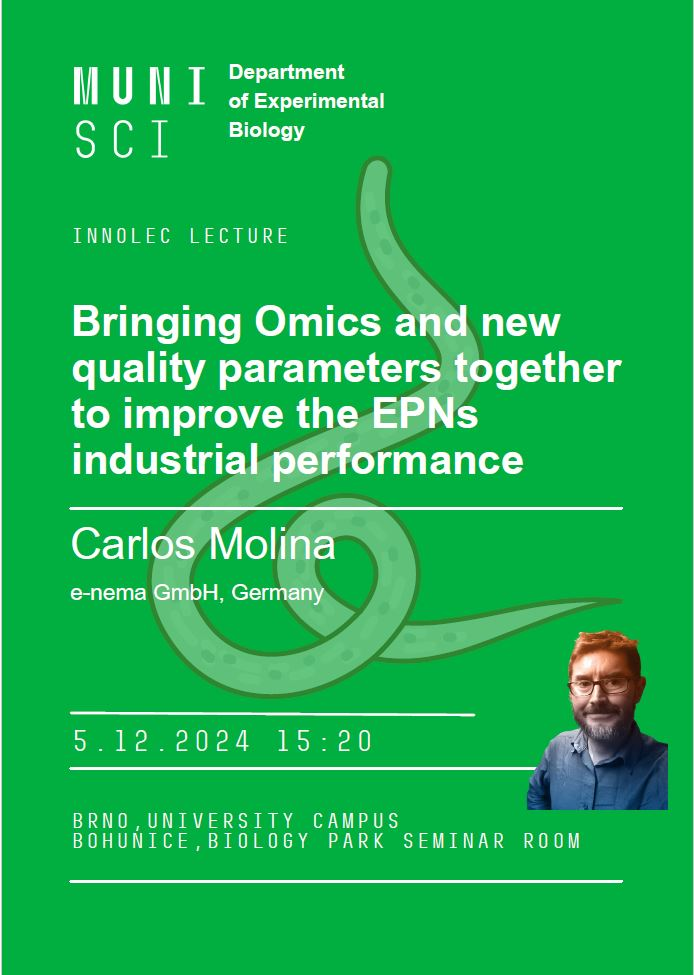 MUNI
SCI
Department
of Experimental
Biology
INNOLEC LECTURE
Bringing Omics and new
quality parameters together
to improve the EPNs
industrial performance
Carlos Molina
e-nema GmbH, Germany
5.12.2024 15:20
BRNO,UNIVERSITY CAMPUS
BOHUNICE,BIOLOGY PARK SEMINAR ROOM